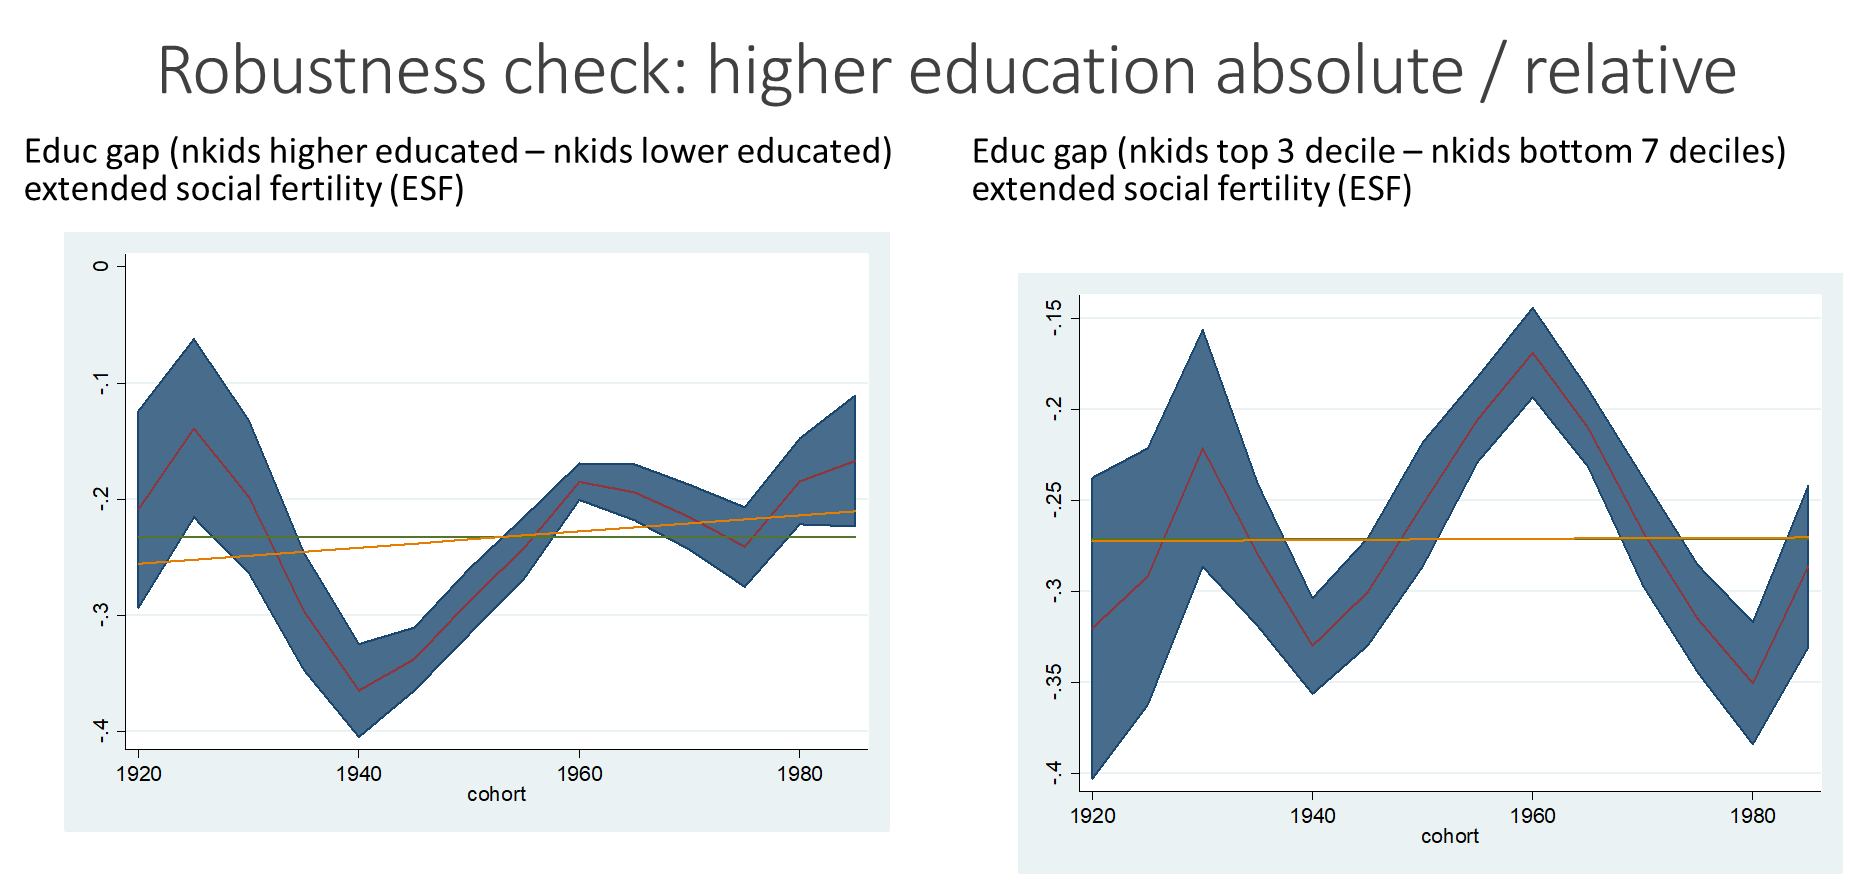 Robustness check: higher education absolute / relative
Educ gap (nkids higher educated – nkids lower educated)
extended social fertility (ESF)
Educ gap (nkids top 3 decile – nkids bottom 7 deciles)
extended social fertility (ESF)
0
-.1
-.2
-.3
-.4
1920 1940 1960 1980
cohort
-.15
-.2
-.25
-.3
-.35
-.4
1920 1940 1960 1980
cohort